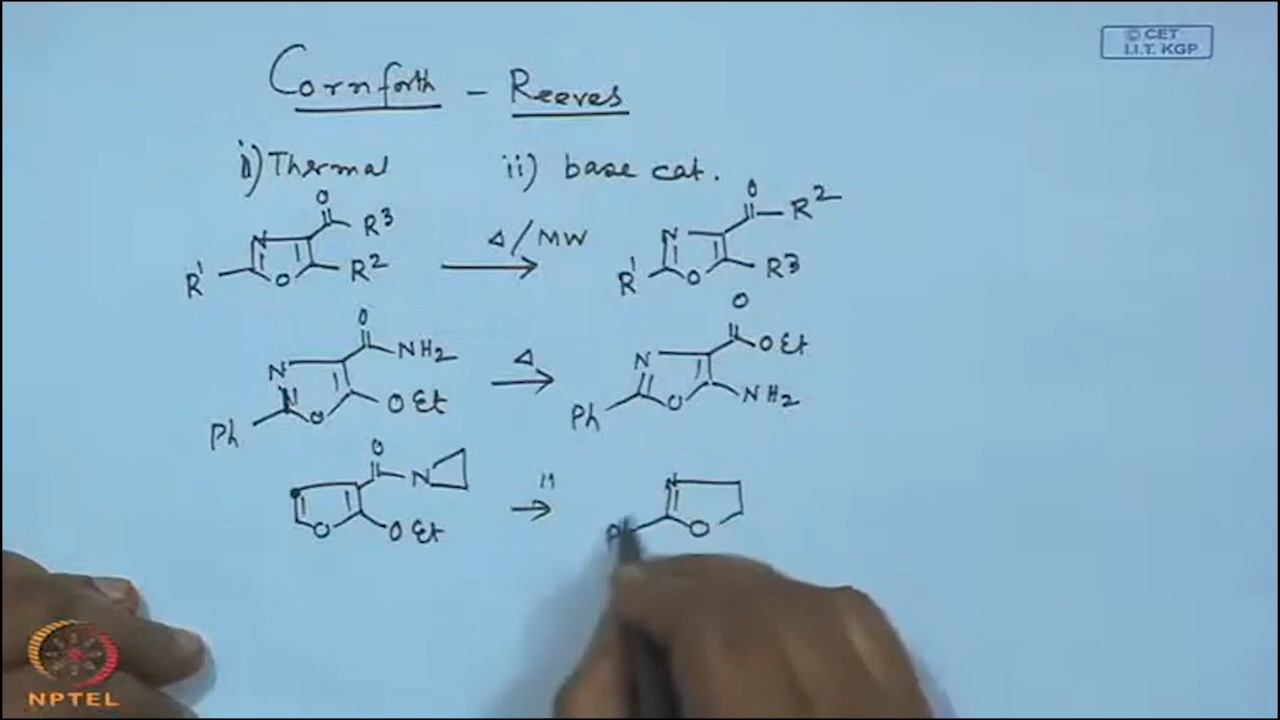 © CET
I.I.T. KGP
Cornforth - Reeves
i) Thermal ii) base cat.
O O
N R3 Δ/MW N R2
R1 O R2 R1 O R3
O O
N NH2 Δ N OEt
Ph O OEt Ph O NH2
O
N N
O OEt Ph O
NPTEL